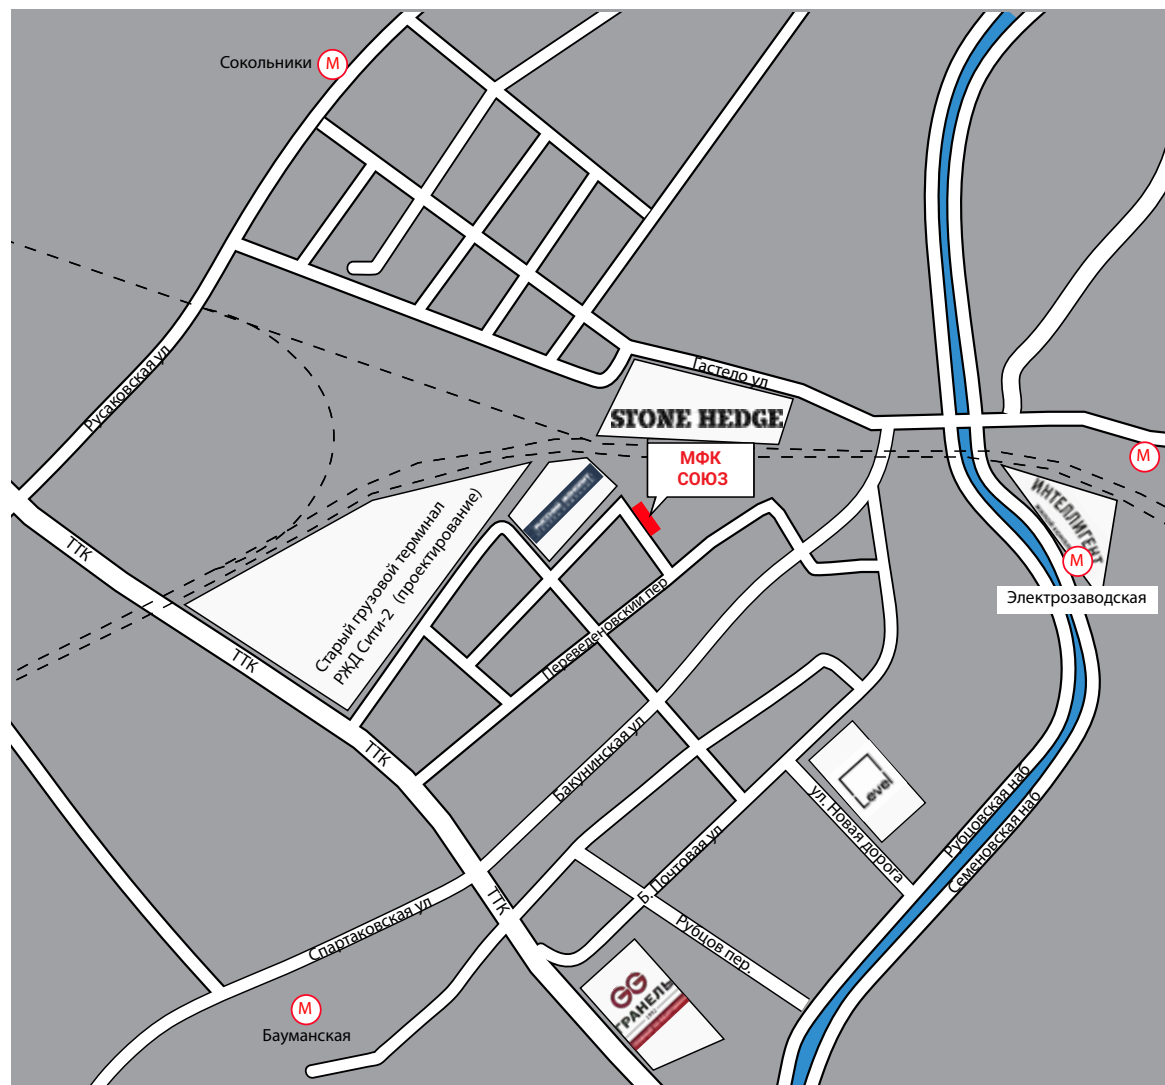 Сокольники
М
Русаковская ул
Гастелло ул
STONE HEDGE
МФК
СОЮЗ
М
ИНТЕЛЛИГЕНТ
М
Электрозаводская
Старый грузовой терминал
РЖД Сити-2 (проектирование)
ТТК
ТТК
ТТК
ТТК
Переведеновский пер
Бакунинская ул
Level
ул. Новая дорога
Рубцовская наб
Семеновская наб
Б.Почтовая ул
Рубцов пер.
Спартаковская ул
М
Бауманская
GG
ГРАНЕЛЬ